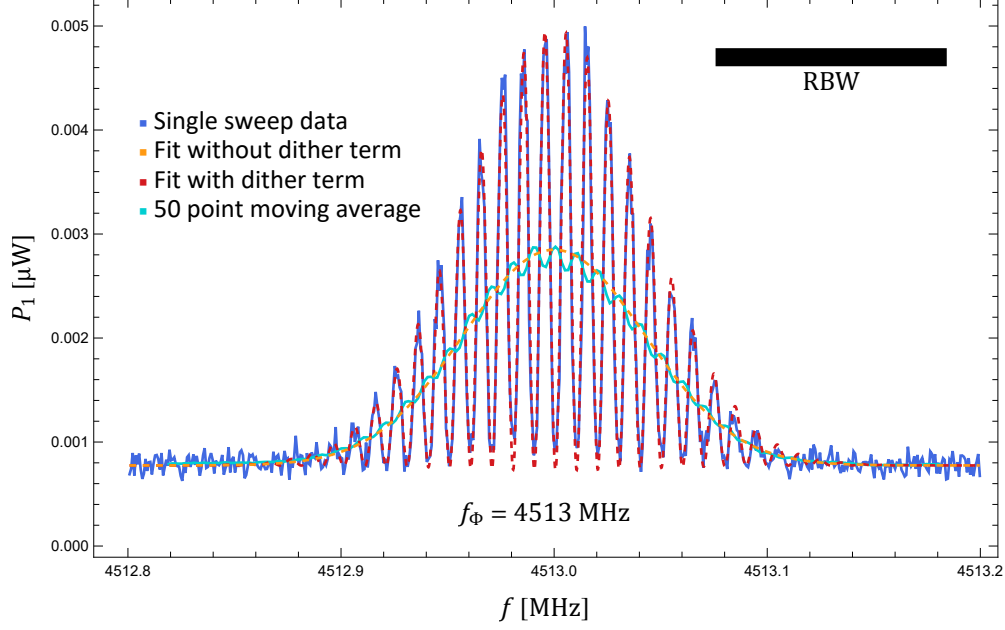 0.005
RBW
Single sweep data
0.004
Fit without dither term
Fit with dither term
50 point moving average
0.003
P₁ [μW]
0.002
0.001
f_Φ = 4513 MHz
0.000
4512.8 4512.9 4513.0 4513.1 4513.2
f [MHz]